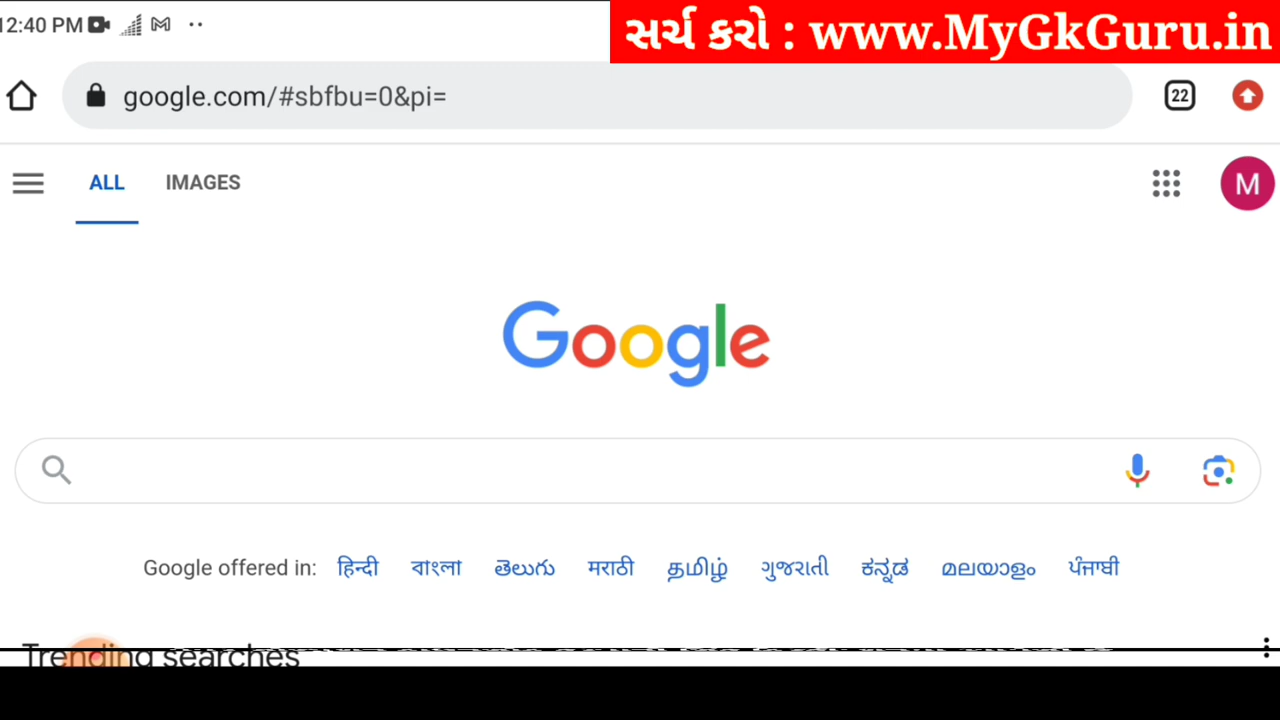 12:40 PM
સર્ચ કરો : www.MyGkGuru.in
google.com/#sbfbu=0&pi=
22
ALL IMAGES
M
Google
Google offered in: हिन्दी বাংলা తెలుగు मराठी தமிழ் ગુજરાતી ಕನ್ನಡ മലയാളം ਪੰਜਾਬੀ
Trending searches